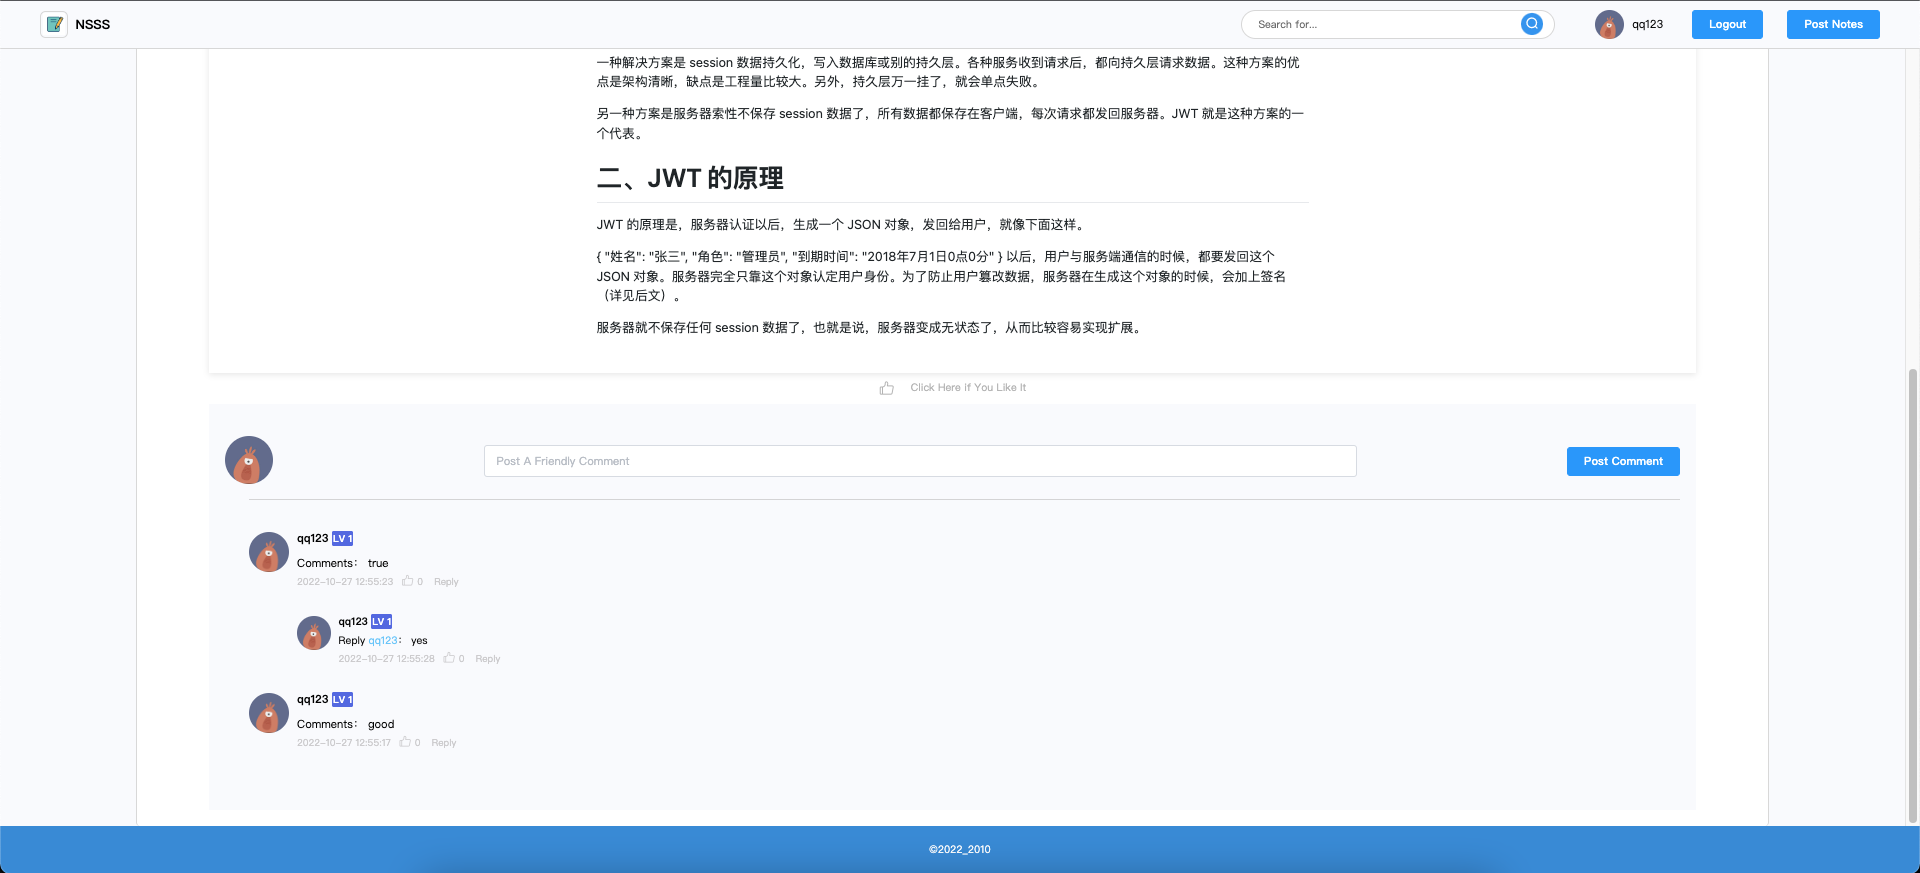 NSSS
Search for...
qq123
Logout
Post Notes
一种解决方案是 session 数据持久化，写入数据库或别的持久层。各种服务收到请求后，都向持久层请求数据。这种方案的优
点是架构清晰，缺点是工程量比较大。另外，持久层万一挂了，就会单点失败。
另一种方案是服务器索性不保存 session 数据了，所有数据都保存在客户端，每次请求都发回服务器。JWT 就是这种方案的一
个代表。
二、JWT 的原理
JWT 的原理是，服务器认证以后，生成一个 JSON 对象，发回给用户，就像下面这样。
{ "姓名": "张三", "角色": "管理员", "到期时间": "2018年7月1日0点0分" } 以后，用户与服务端通信的时候，都要发回这个
JSON 对象。服务器完全只靠这个对象认定用户身份。为了防止用户篡改数据，服务器在生成这个对象的时候，会加上签名
（详见后文）。
服务器就不保存任何 session 数据了，也就是说，服务器变成无状态了，从而比较容易实现扩展。
Click Here if You Like It
Post A Friendly Comment
Post Comment
qq123 LV 1
Comments： true
2022-10-27 12:55:23 0 Reply
qq123 LV 1
Reply qq123： yes
2022-10-27 12:55:28 0 Reply
qq123 LV 1
Comments： good
2022-10-27 12:55:17 0 Reply
©2022_2010